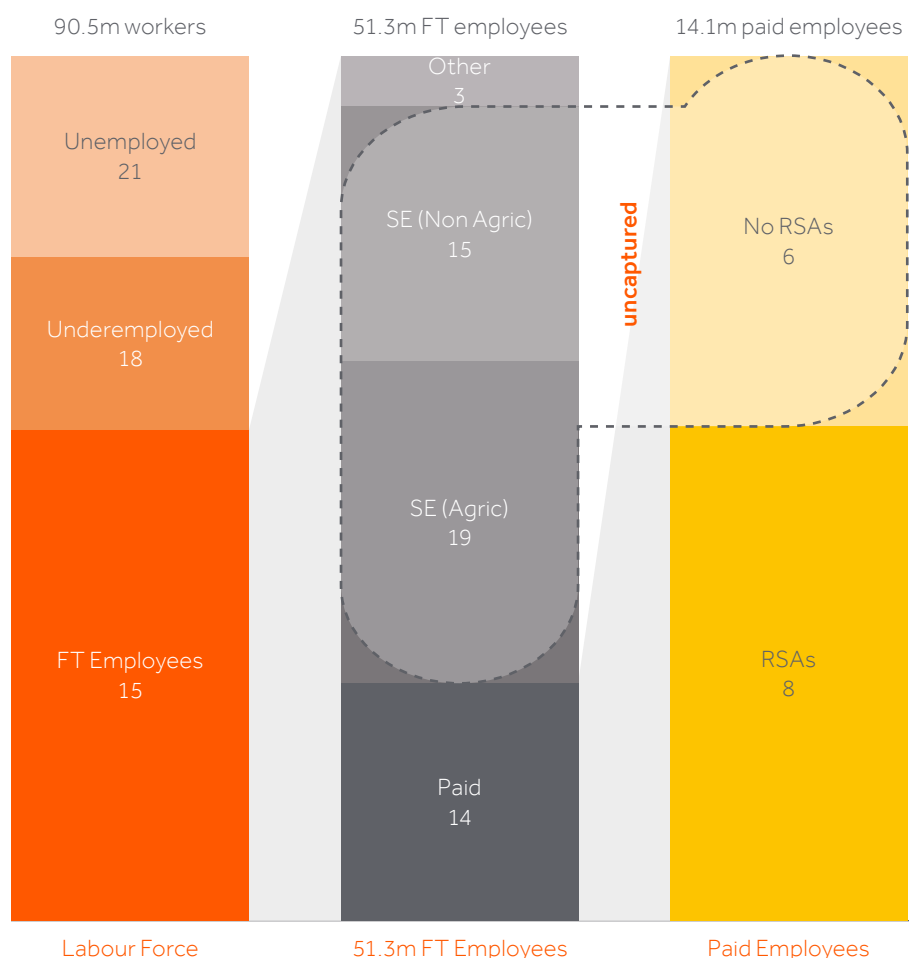 90.5m workers
51.3m FT employees
14.1m paid employees
Unemployed
21
Underemployed
18
FT Employees
15
Other
3
SE (Non Agric)
15
SE (Agric)
19
Paid
14
uncaptured
No RSAs
6
RSAs
8
Labour Force
51.3m FT Employees
Paid Employees